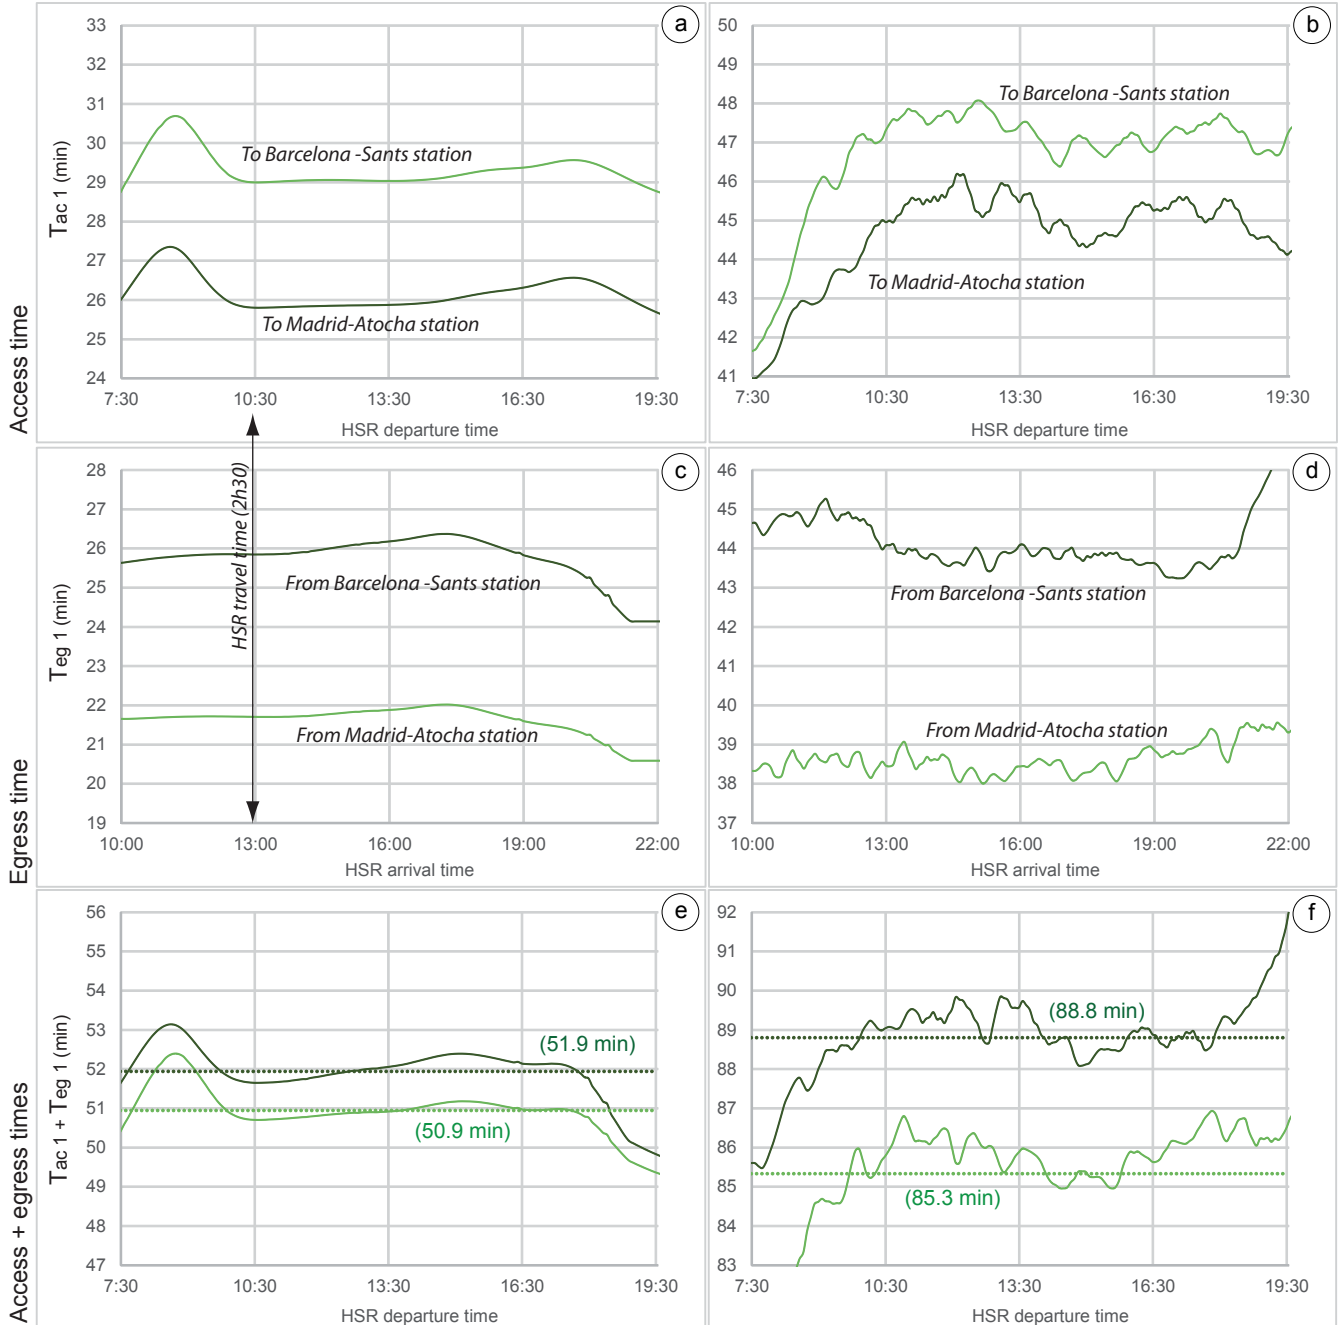 Access time
Tac 1 (min)
33
32
31
30
29
28
27
26
25
24
a
To Barcelona -Sants station
To Madrid-Atocha station
7:30
10:30
13:30
16:30
19:30
HSR departure time
50
49
48
47
46
45
44
43
42
41
b
To Barcelona -Sants station
To Madrid-Atocha station
7:30
10:30
13:30
16:30
19:30
HSR departure time
HSR travel time (2h30)
Egress time
Teg 1 (min)
28
27
26
25
24
23
22
21
20
19
c
From Barcelona -Sants station
From Madrid-Atocha station
10:00
13:00
16:00
19:00
22:00
HSR arrival time
46
45
44
43
42
41
40
39
38
37
d
From Barcelona -Sants station
From Madrid-Atocha station
10:00
13:00
16:00
19:00
22:00
HSR arrival time
Access + egress times
Tac 1 + Teg 1 (min)
56
55
54
53
52
51
50
49
48
47
e
(51.9 min)
(50.9 min)
7:30
10:30
13:30
16:30
19:30
HSR departure time
92
91
90
89
88
87
86
85
84
83
f
(88.8 min)
(85.3 min)
7:30
10:30
13:30
16:30
19:30
HSR departure time